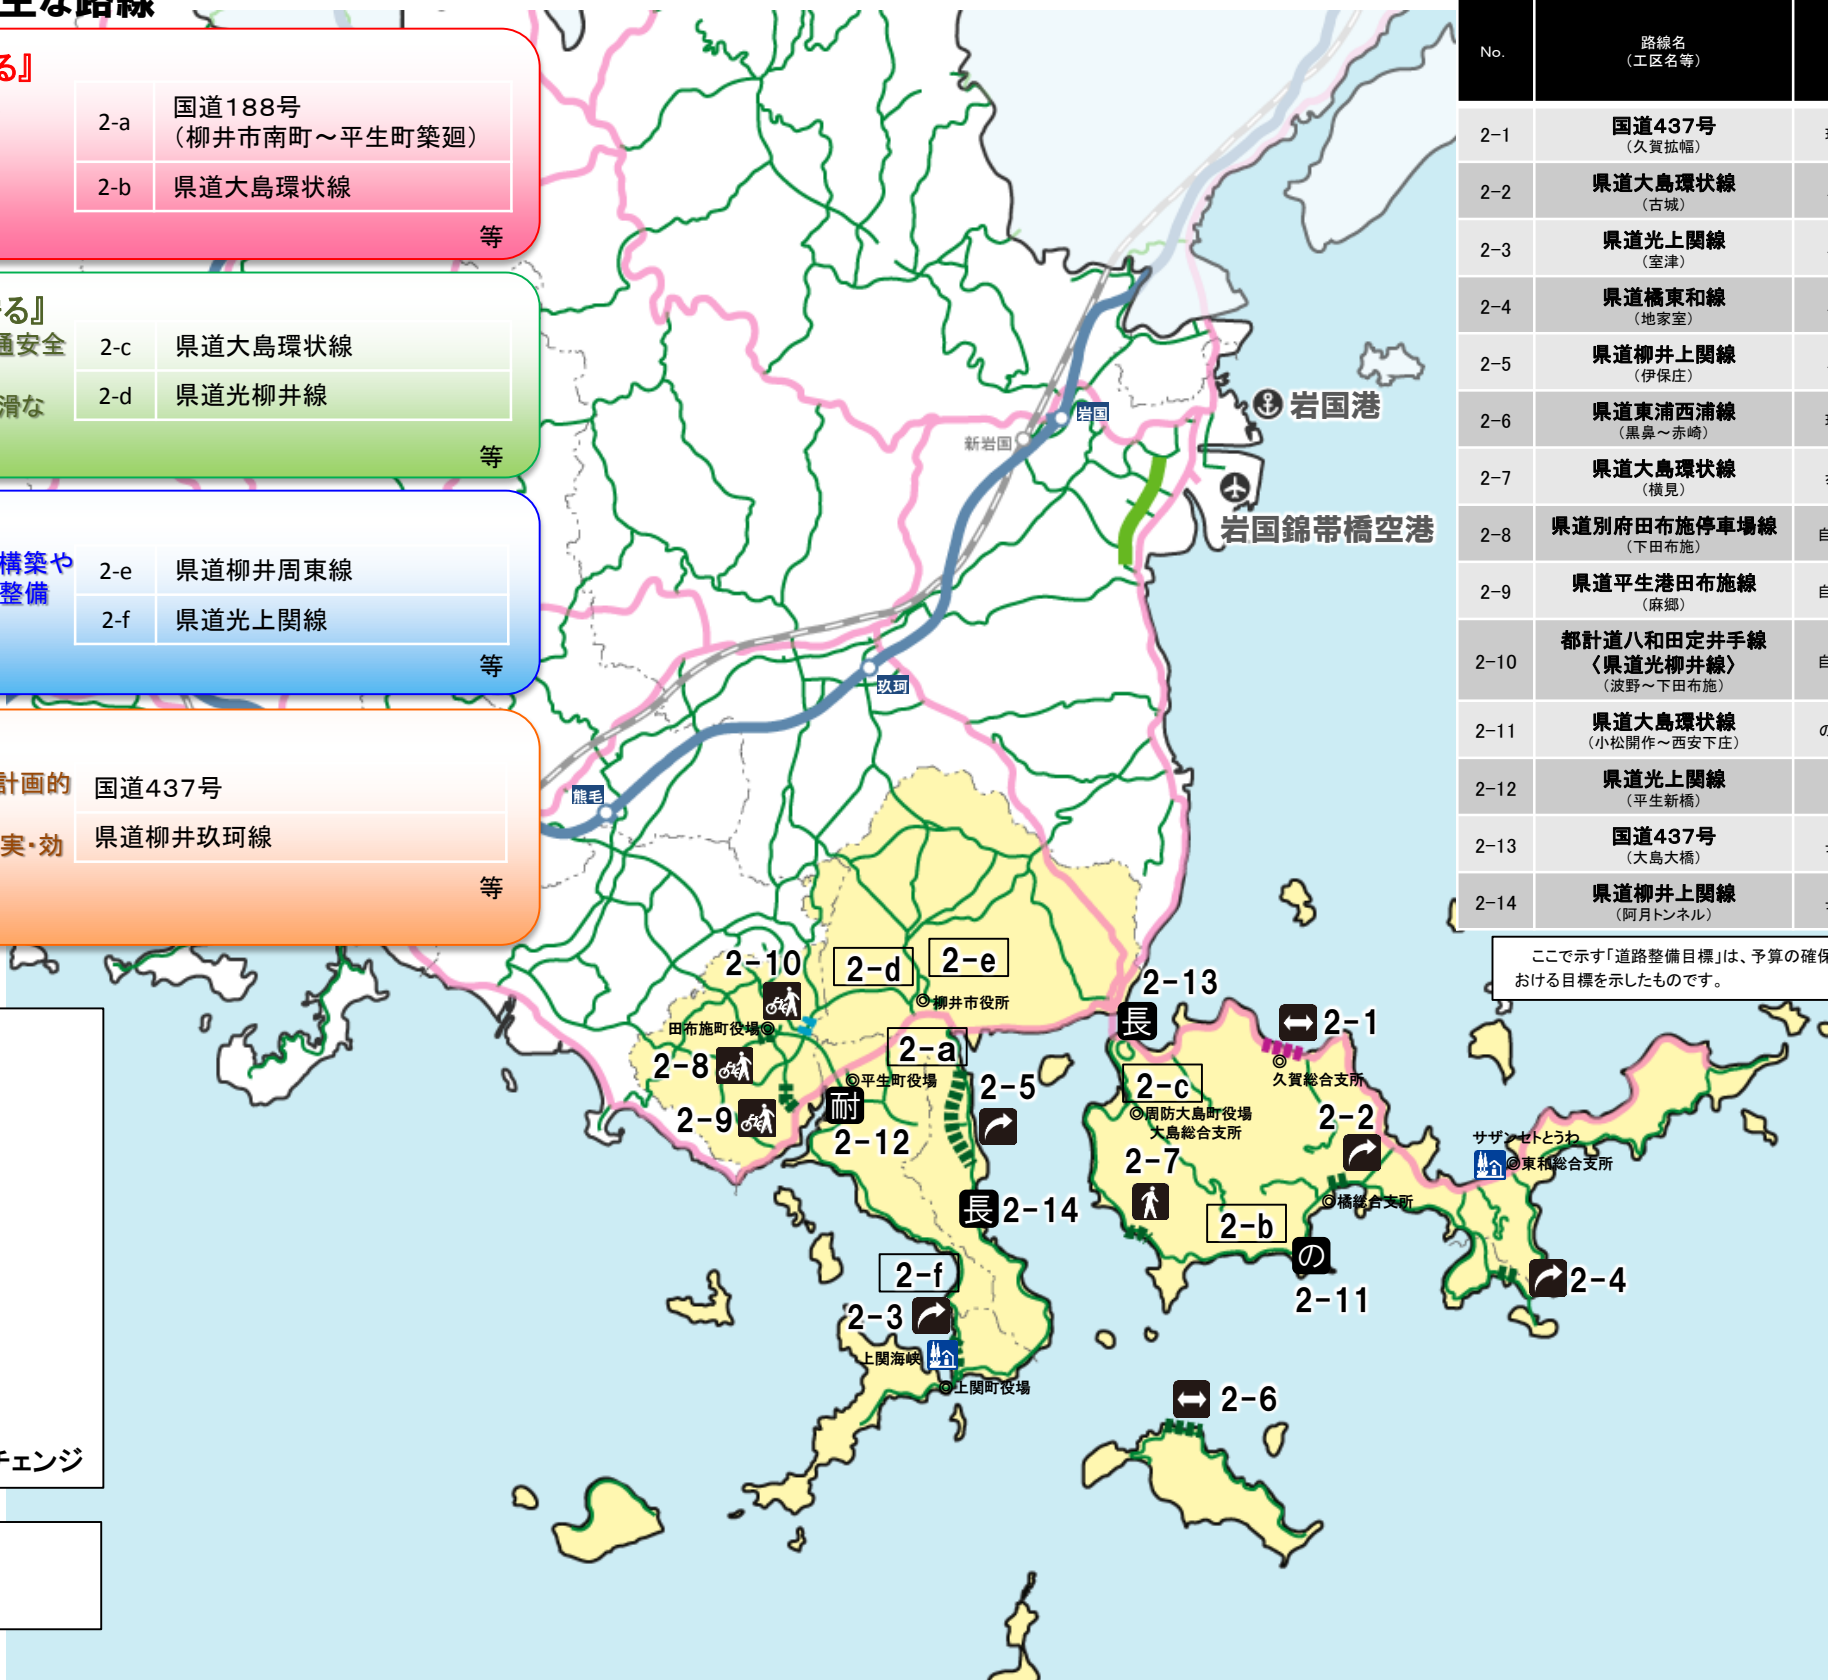 主な路線
る』
2-a
国道188号
（柳井市南町～平生町築廻）
2-b
県道大島環状線
等
る』
通安全
滑な
2-c
県道大島環状線
2-d
県道光柳井線
等
構築や
整備
2-e
県道柳井周東線
2-f
県道光上関線
等
計画的
実・効
国道437号
県道柳井玖珂線
等
チェンジ
No.
路線名
（工区名等）
2-1
国道437号
（久賀拡幅）
2-2
県道大島環状線
（古城）
2-3
県道光上関線
（室津）
2-4
県道橘東和線
（地家室）
2-5
県道柳井上関線
（伊保庄）
2-6
県道東浦西浦線
（黒鼻～赤崎）
2-7
県道大島環状線
（横見）
2-8
県道別府田布施停車場線
（下田布施）
自
2-9
県道平生港田布施線
（麻郷）
自
2-10
都計道八和田定井手線
〈県道光柳井線〉
（波野～下田布施）
自
2-11
県道大島環状線
（小松開作～西安下庄）
の
2-12
県道光上関線
（平生新橋）
2-13
国道437号
（大島大橋）
2-14
県道柳井上関線
（阿月トンネル）
ここで示す「道路整備目標」は、予算の確保
おける目標を示したものです。
岩国港
岩国
新岩国
岩国錦帯橋空港
玖珂
熊毛
2-10
2-d
2-e
柳井市役所
2-13
長
2-1
田布施町役場
2-a
久賀総合支所
2-8
平生町役場
2-5
2-c
2-9
耐
2-12
周防大島町役場
大島総合支所
2-2
サザンセトとうわ
東和総合支所
2-7
橘総合支所
長
2-14
2-b
の
2-11
2-f
2-4
2-3
上関海峡
上関町役場
2-6